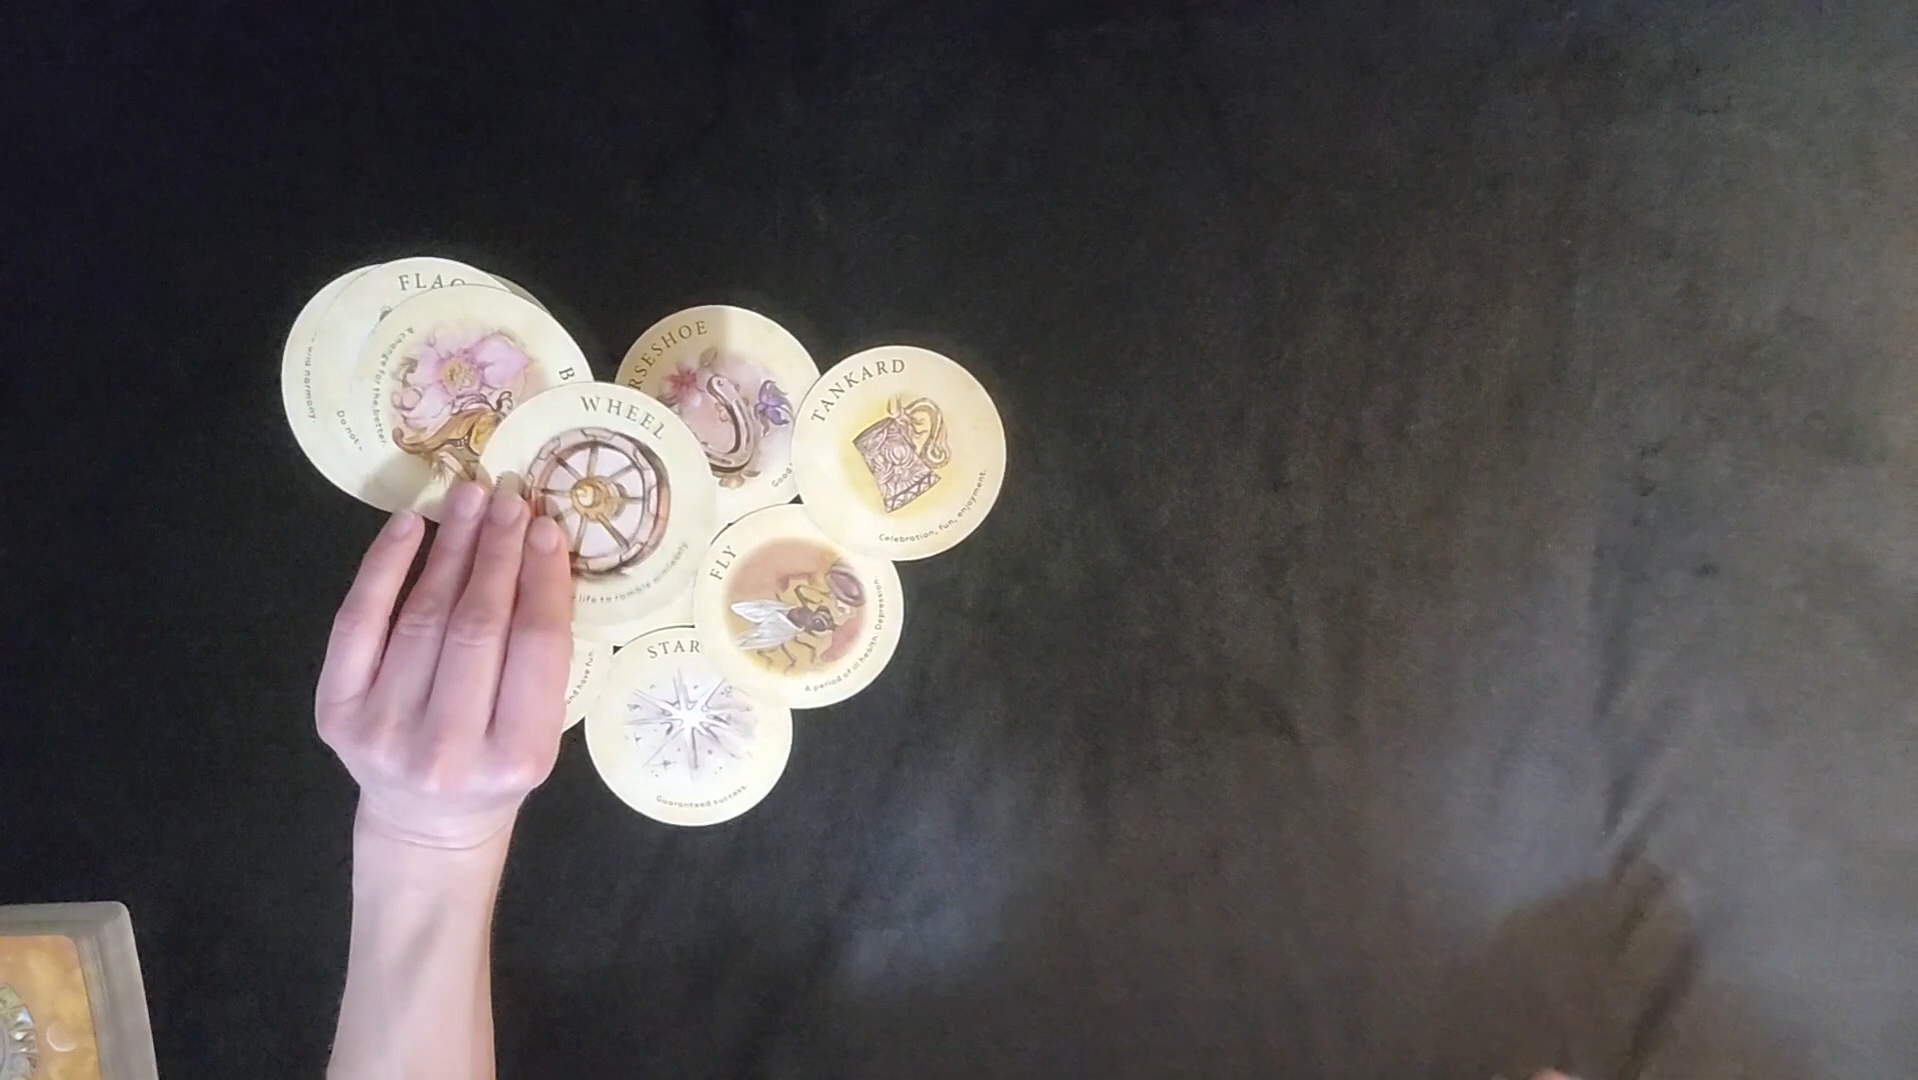 FLAG
and harmony.
Do not
A change for the better.
B
WHEEL
life to ramble aimlessly.
RSESHOE
Good
TANKARD
Celebration, fun, enjoyment.
FLY
A period of ill health. Depression.
and have fun.
STAR
Guaranteed success.